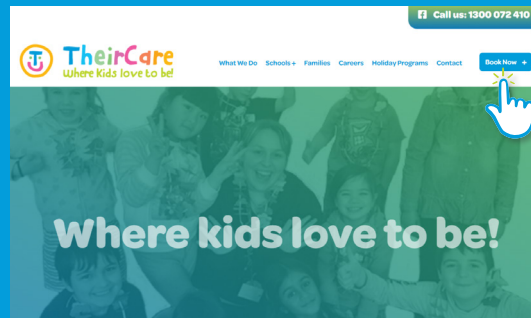 Call us: 1300 072 410
TheirCare
Where Kids love to be!
What We Do Schools + Families Careers Holiday Programs Contact Book Now +
Where kids love to be!